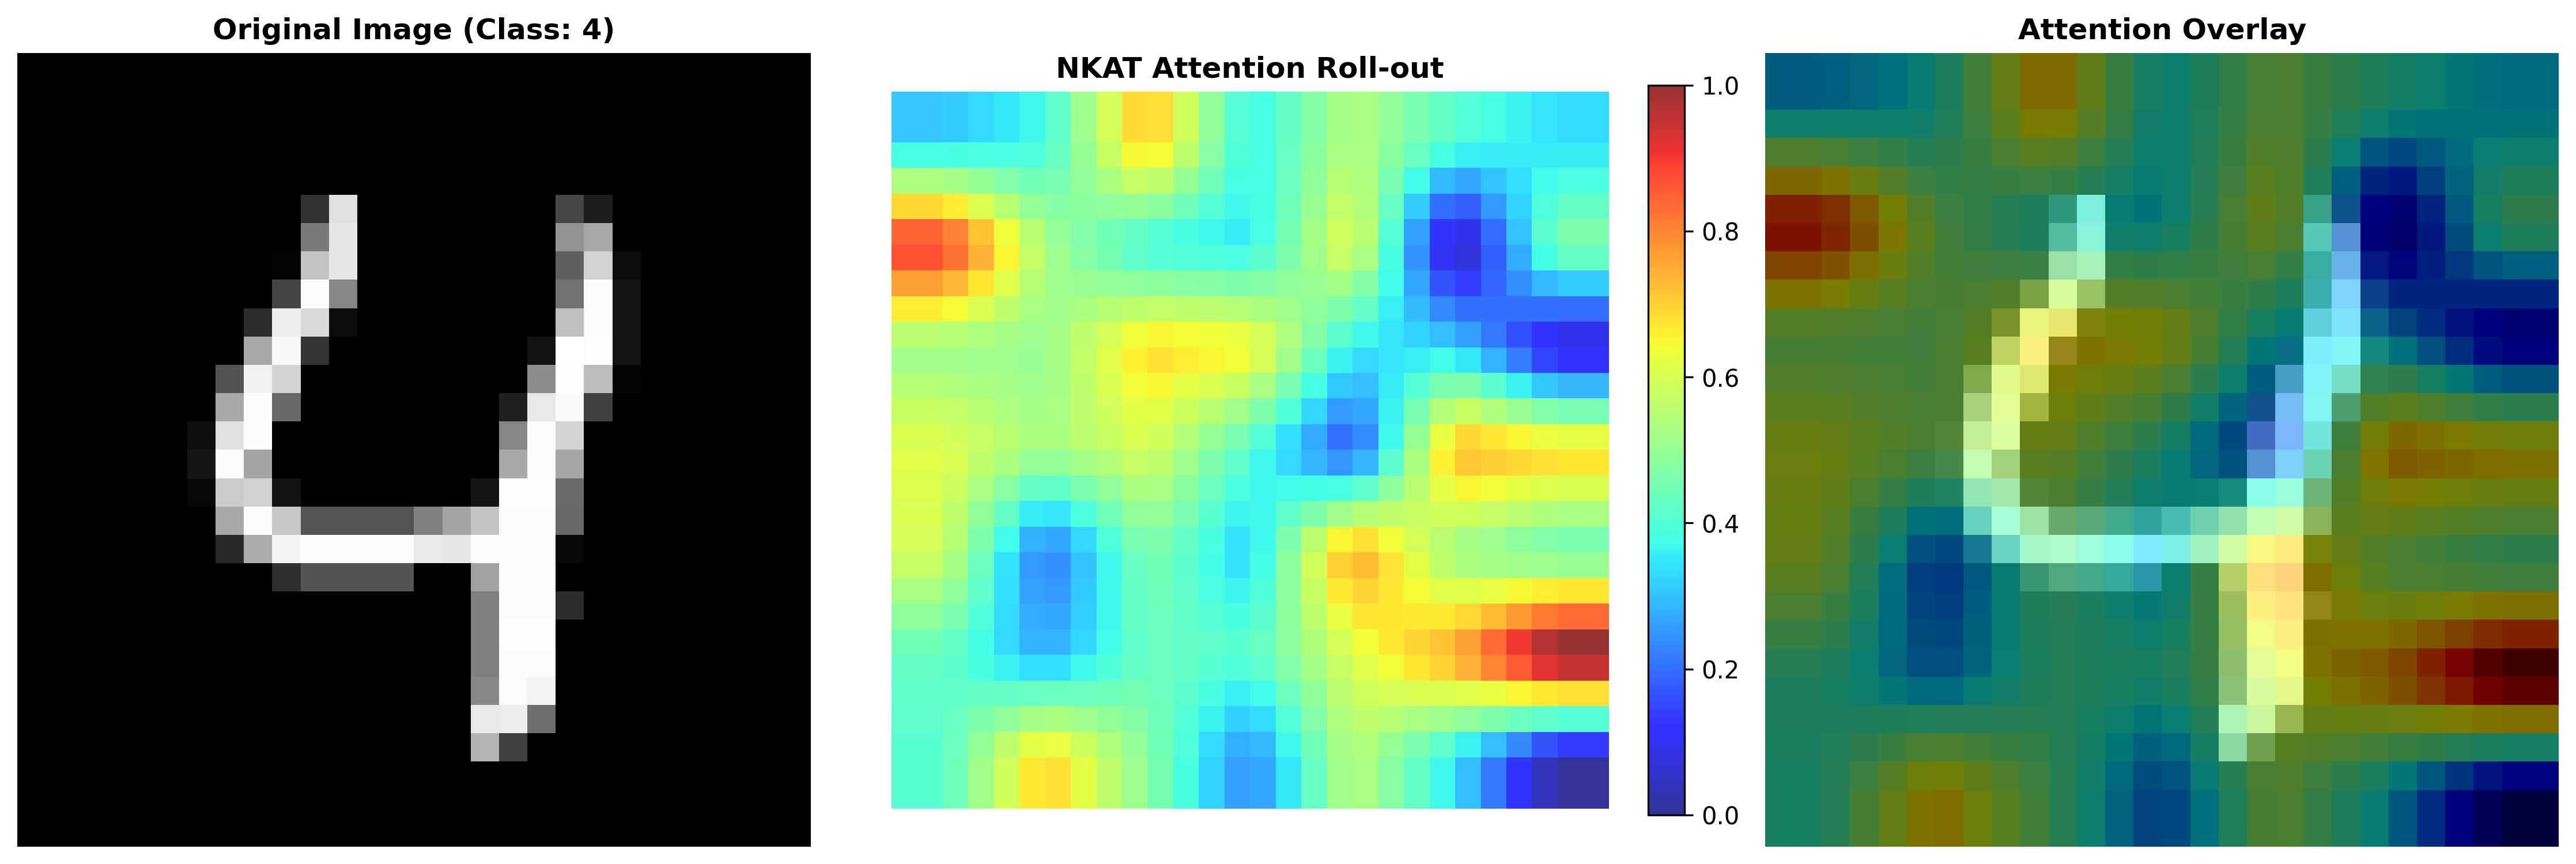 Original Image (Class: 4)
4
NKAT Attention Roll-out
1.0
0.8
0.6
0.4
0.2
0.0
Attention Overlay